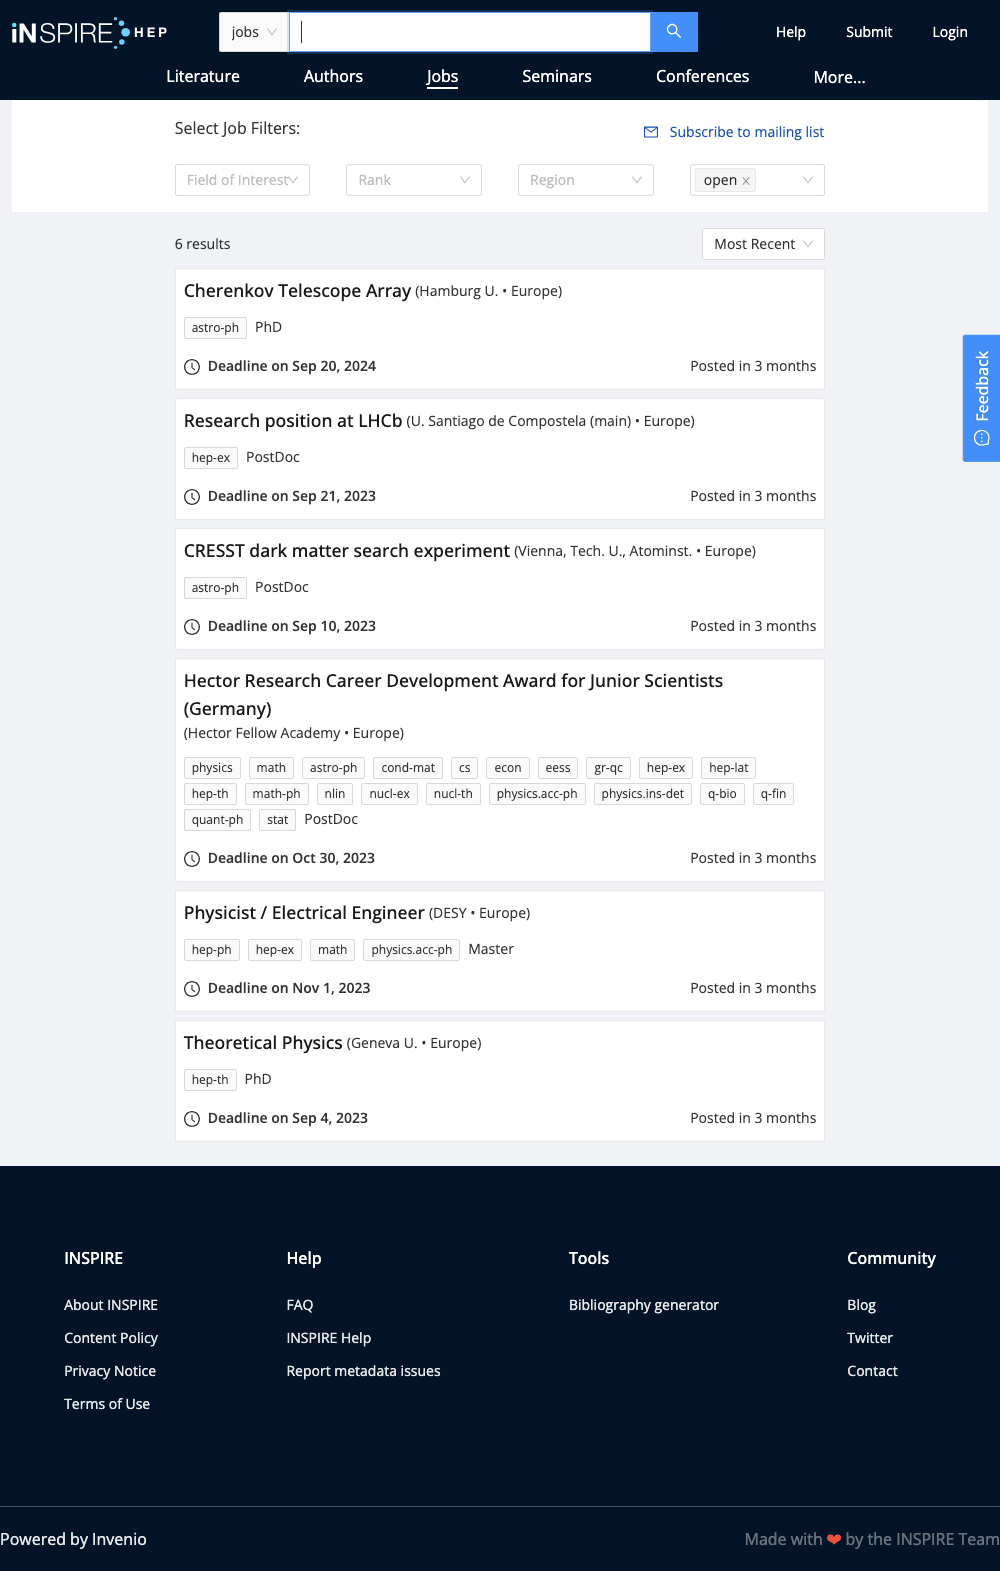 iNSPIRE HEP
jobs
Help Submit Login
Literature Authors Jobs Seminars Conferences More...
Select Job Filters:
Subscribe to mailing list
Field of Interest Rank Region open
6 results
Most Recent
Cherenkov Telescope Array (Hamburg U. • Europe)
astro-ph PhD
Deadline on Sep 20, 2024 Posted in 3 months
Feedback
Research position at LHCb (U. Santiago de Compostela (main) • Europe)
hep-ex PostDoc
Deadline on Sep 21, 2023 Posted in 3 months
CRESST dark matter search experiment (Vienna, Tech. U., Atominst. • Europe)
astro-ph PostDoc
Deadline on Sep 10, 2023 Posted in 3 months
Hector Research Career Development Award for Junior Scientists
(Germany)
(Hector Fellow Academy • Europe)
physics math astro-ph cond-mat cs econ eess gr-qc hep-ex hep-lat
hep-th math-ph nlin nucl-ex nucl-th physics.acc-ph physics.ins-det q-bio q-fin
quant-ph stat PostDoc
Deadline on Oct 30, 2023 Posted in 3 months
Physicist / Electrical Engineer (DESY • Europe)
hep-ph hep-ex math physics.acc-ph Master
Deadline on Nov 1, 2023 Posted in 3 months
Theoretical Physics (Geneva U. • Europe)
hep-th PhD
Deadline on Sep 4, 2023 Posted in 3 months
INSPIRE
About INSPIRE
Content Policy
Privacy Notice
Terms of Use
Help
FAQ
INSPIRE Help
Report metadata issues
Tools
Bibliography generator
Community
Blog
Twitter
Contact
Powered by Invenio
Made with ❤ by the INSPIRE Team